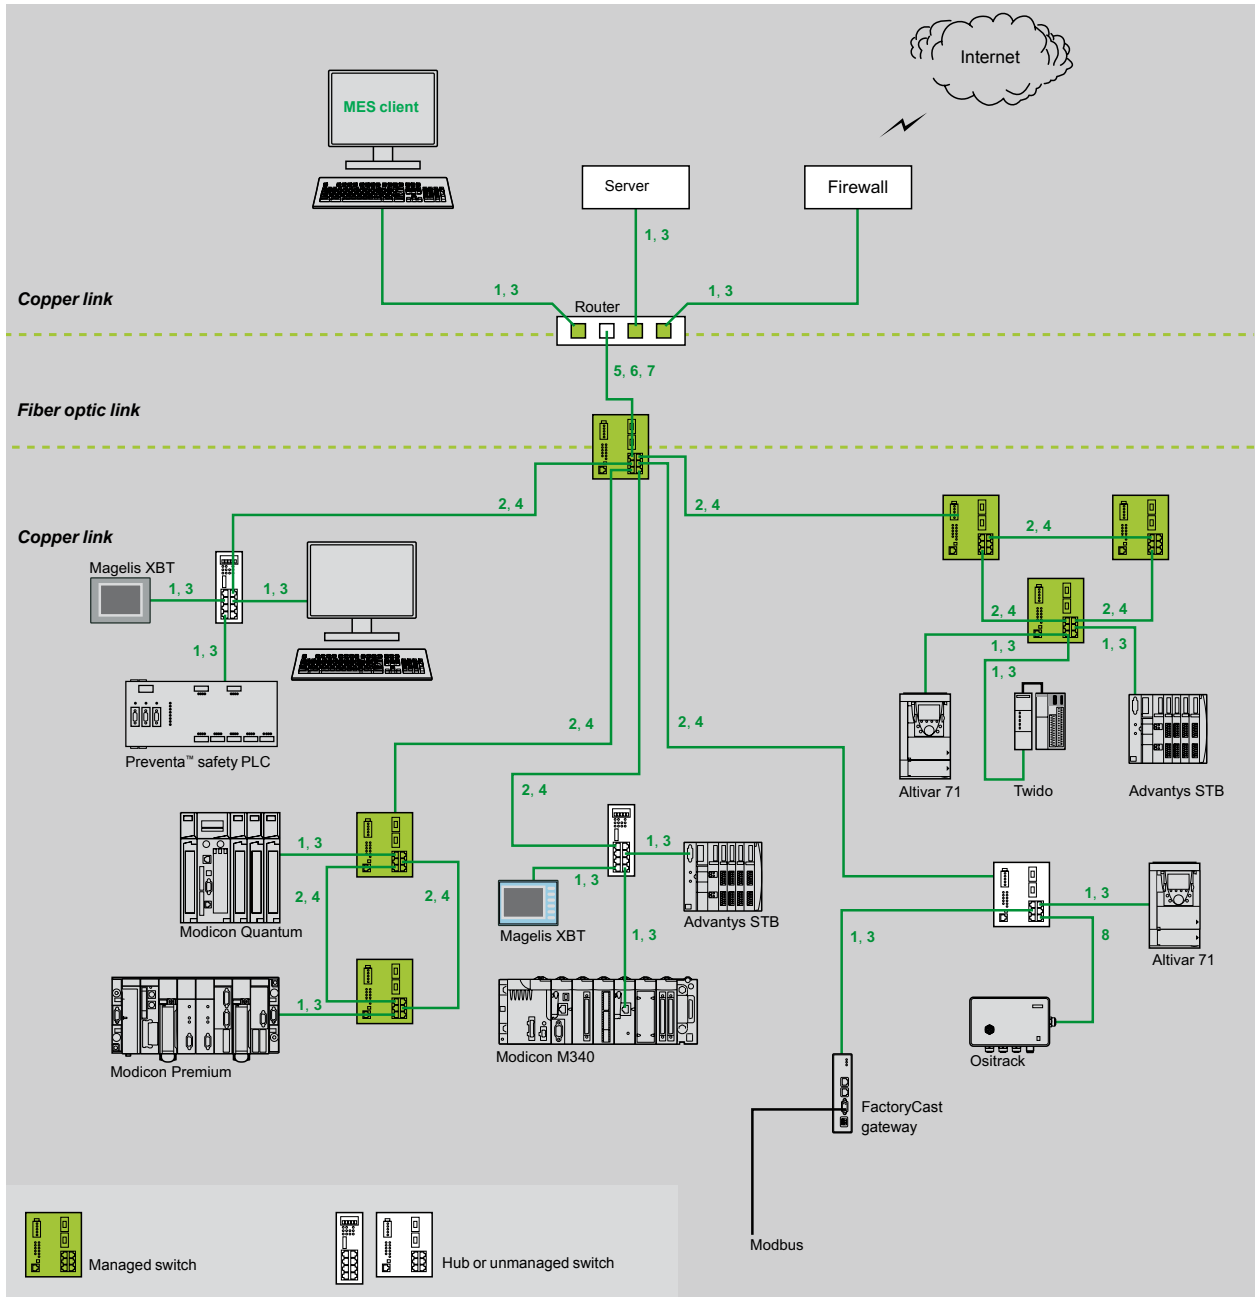 Internet
MES client
Server
Firewall
1, 3
Copper link
1, 3
Router
1, 3
5, 6, 7
Fiber optic link
2, 4
2, 4
2, 4
Copper link
Magelis XBT
1, 3
1, 3
2, 4
2, 4
1, 3
1, 3
1, 3
1, 3
Preventa™ safety PLC
2, 4
2, 4
Altivar 71
Twido
Advantys STB
2, 4
1, 3
1, 3
1, 3
2, 4
2, 4
1, 3
Modicon Quantum
Magelis XBT
Advantys STB
1, 3
1, 3
8
Altivar 71
1, 3
Modicon Premium
Modicon M340
Ositrack
FactoryCast
gateway
Modbus
Managed switch
Hub or unmanaged switch